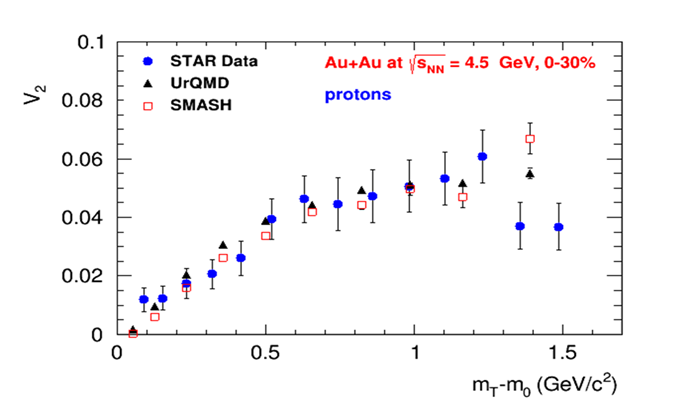 0.1
0.08
0.06
0.04
0.02
0
V₂
STAR Data
UrQMD
SMASH
Au+Au at √sNN = 4.5 GeV, 0-30%
protons
0 0.5 1 1.5
mT-m0 (GeV/c²)